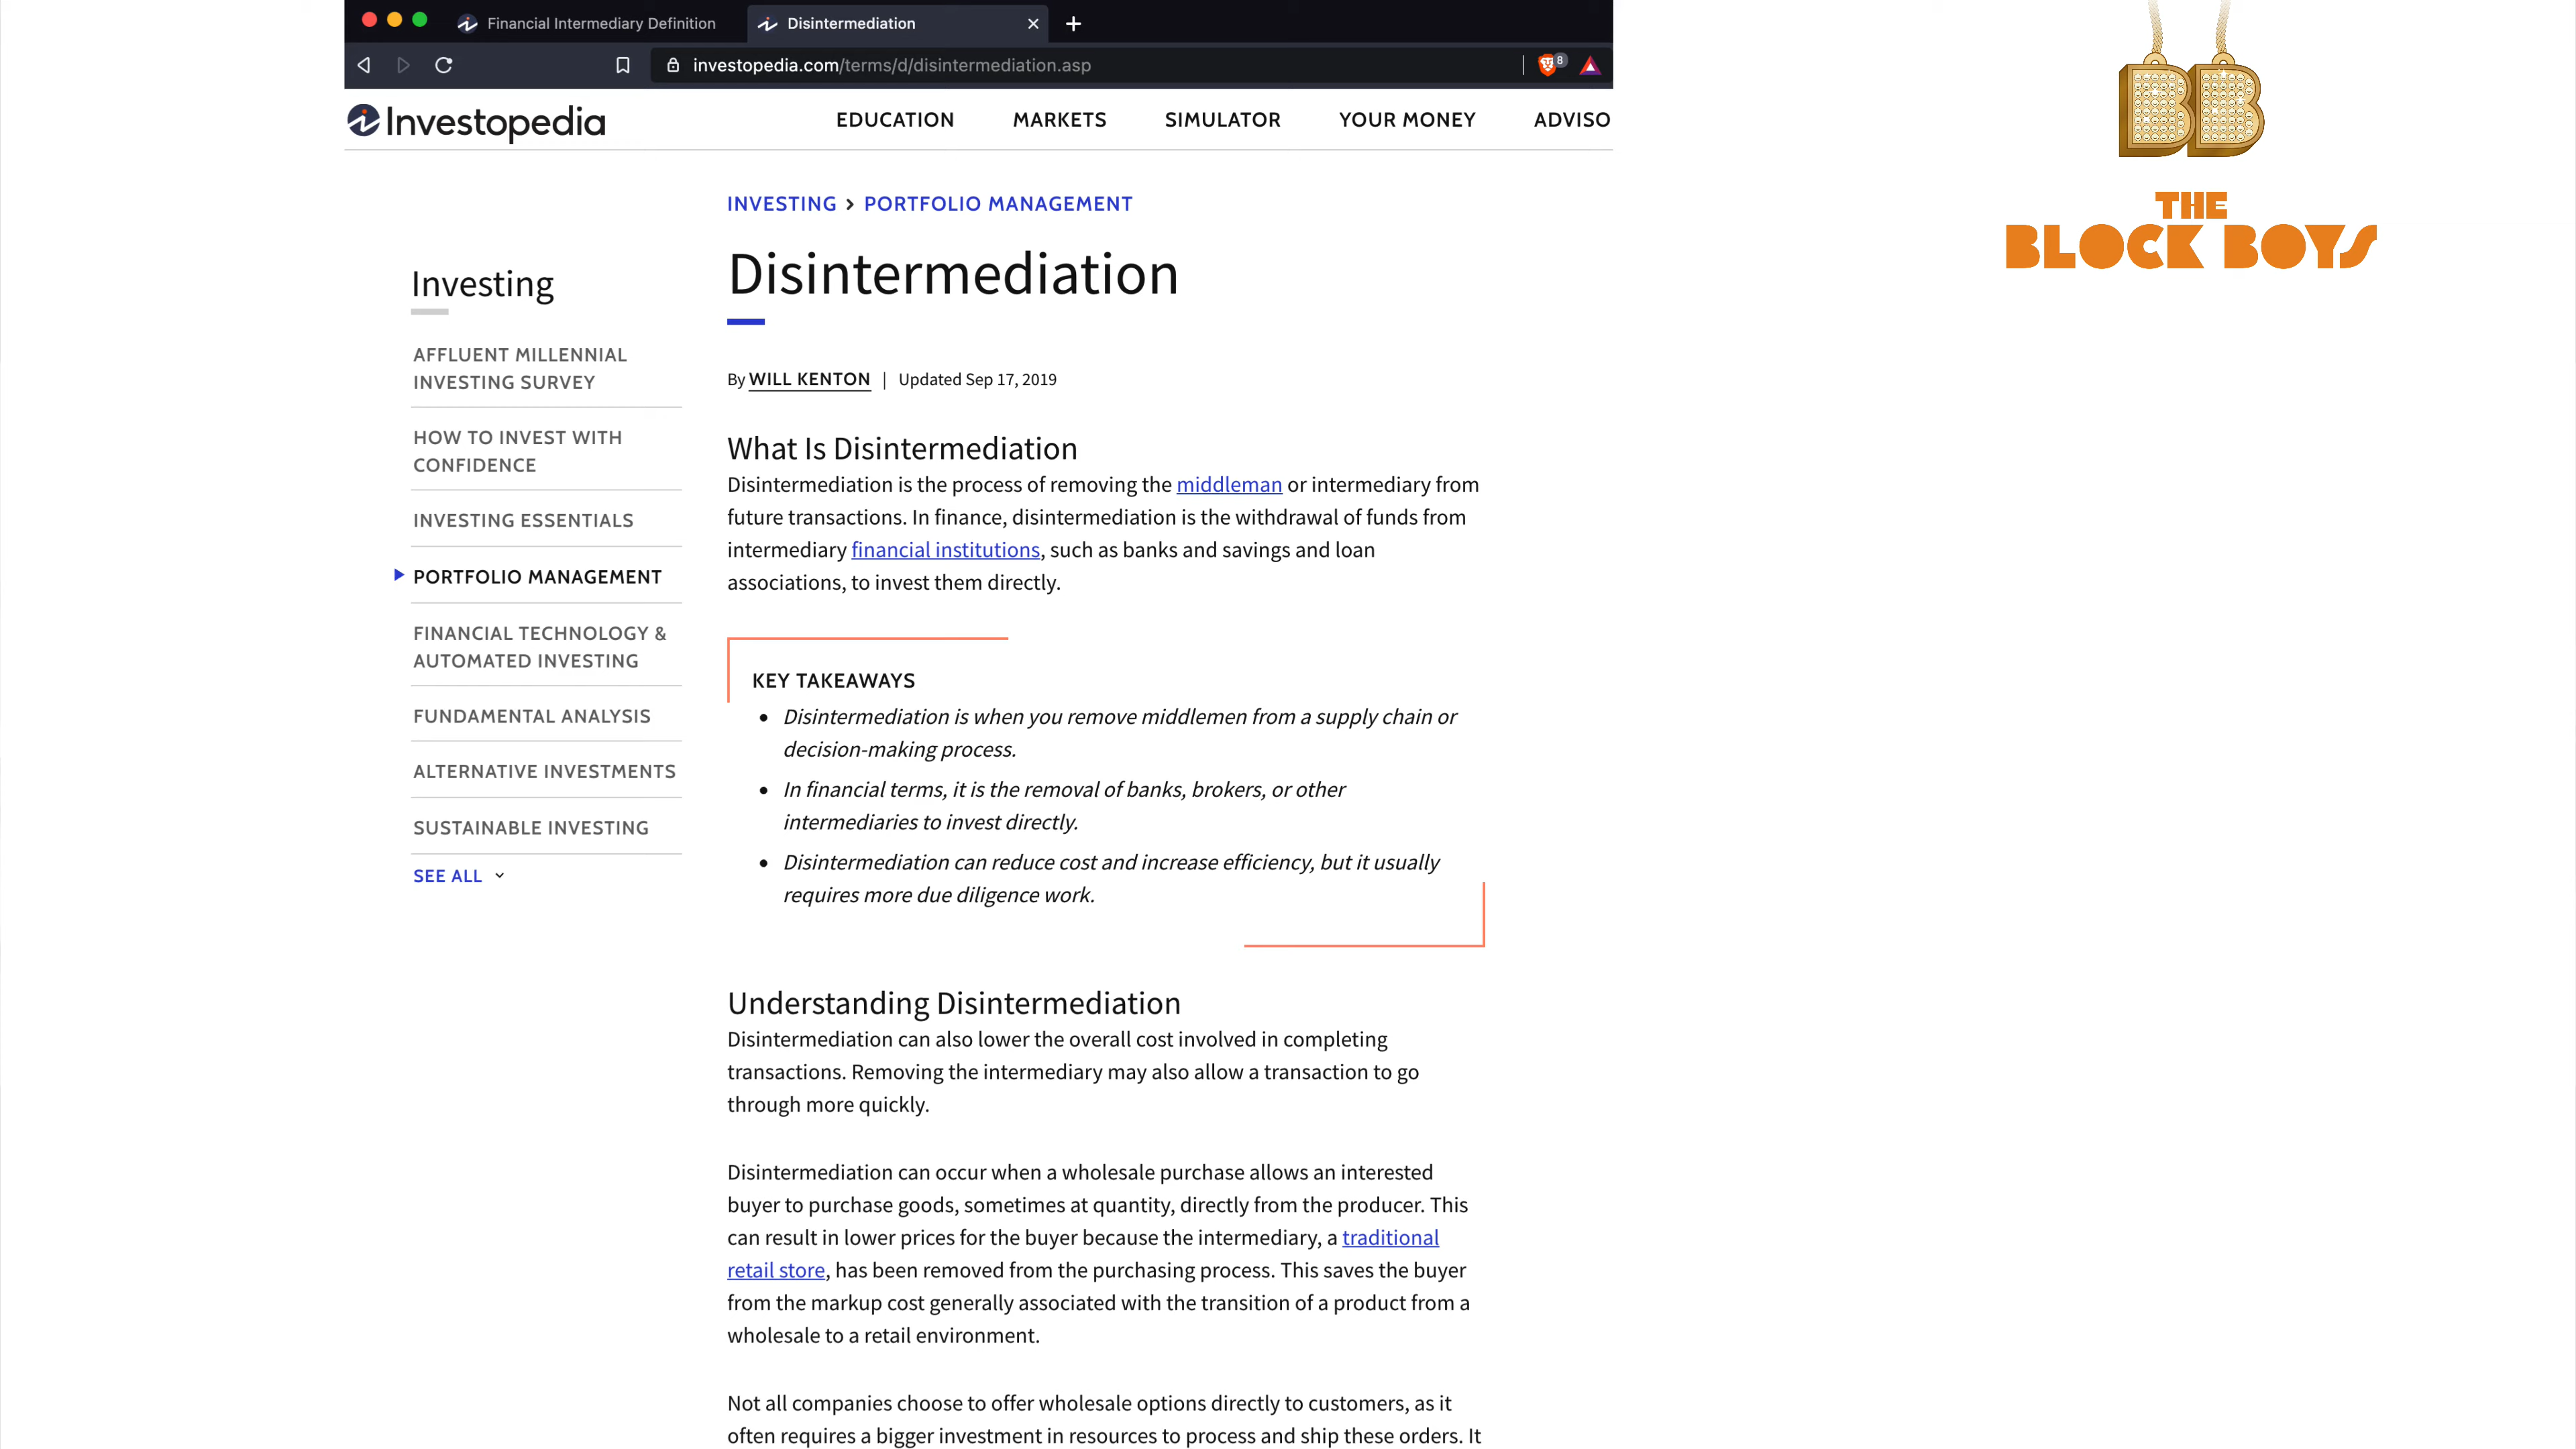 Financial Intermediary Definition
Disintermediation
investopedia.com/terms/d/disintermediation.asp
8
Investopedia
EDUCATION
MARKETS
SIMULATOR
YOUR MONEY
ADVISO
BB
THE
BLOCK BOYS
INVESTING > PORTFOLIO MANAGEMENT
Disintermediation
By WILL KENTON | Updated Sep 17, 2019
Investing
AFFLUENT MILLENNIAL
INVESTING SURVEY
HOW TO INVEST WITH
CONFIDENCE
INVESTING ESSENTIALS
PORTFOLIO MANAGEMENT
FINANCIAL TECHNOLOGY &
AUTOMATED INVESTING
FUNDAMENTAL ANALYSIS
ALTERNATIVE INVESTMENTS
SUSTAINABLE INVESTING
SEE ALL
What Is Disintermediation
Disintermediation is the process of removing the middleman or intermediary from
future transactions. In finance, disintermediation is the withdrawal of funds from
intermediary financial institutions, such as banks and savings and loan
associations, to invest them directly.
KEY TAKEAWAYS
• Disintermediation is when you remove middlemen from a supply chain or
decision-making process.
• In financial terms, it is the removal of banks, brokers, or other
intermediaries to invest directly.
• Disintermediation can reduce cost and increase efficiency, but it usually
requires more due diligence work.
Understanding Disintermediation
Disintermediation can also lower the overall cost involved in completing
transactions. Removing the intermediary may also allow a transaction to go
through more quickly.
Disintermediation can occur when a wholesale purchase allows an interested
buyer to purchase goods, sometimes at quantity, directly from the producer. This
can result in lower prices for the buyer because the intermediary, a traditional
retail store, has been removed from the purchasing process. This saves the buyer
from the markup cost generally associated with the transition of a product from a
wholesale to a retail environment.
Not all companies choose to offer wholesale options directly to customers, as it
often requires a bigger investment in resources to process and ship these orders. It